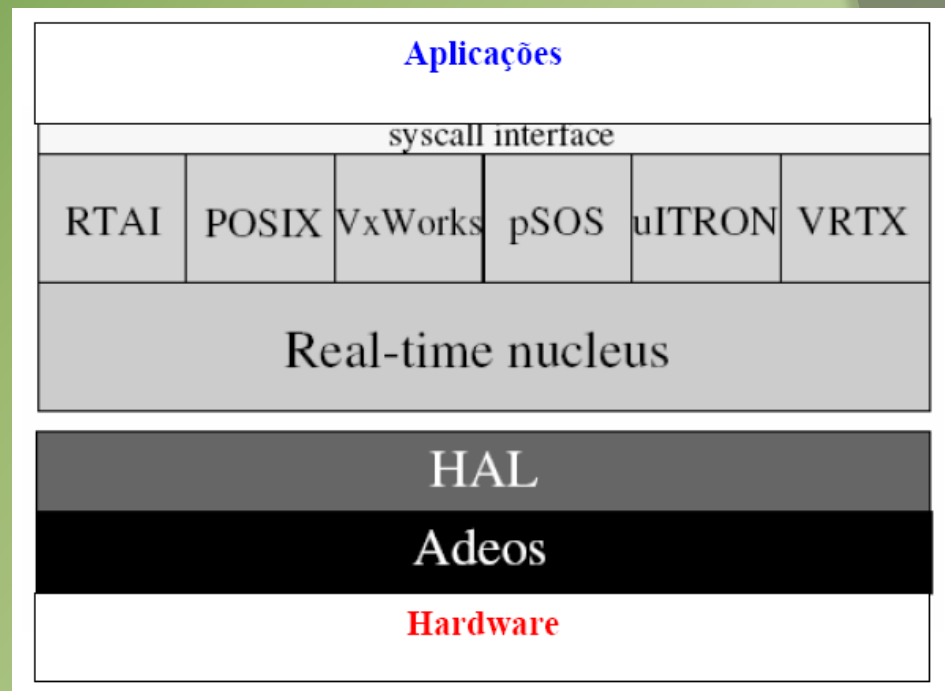 Aplicações
syscall interface
RTAI POSIX VxWorks pSOS uITRON VRTX
Real-time nucleus
HAL
Adeos
Hardware